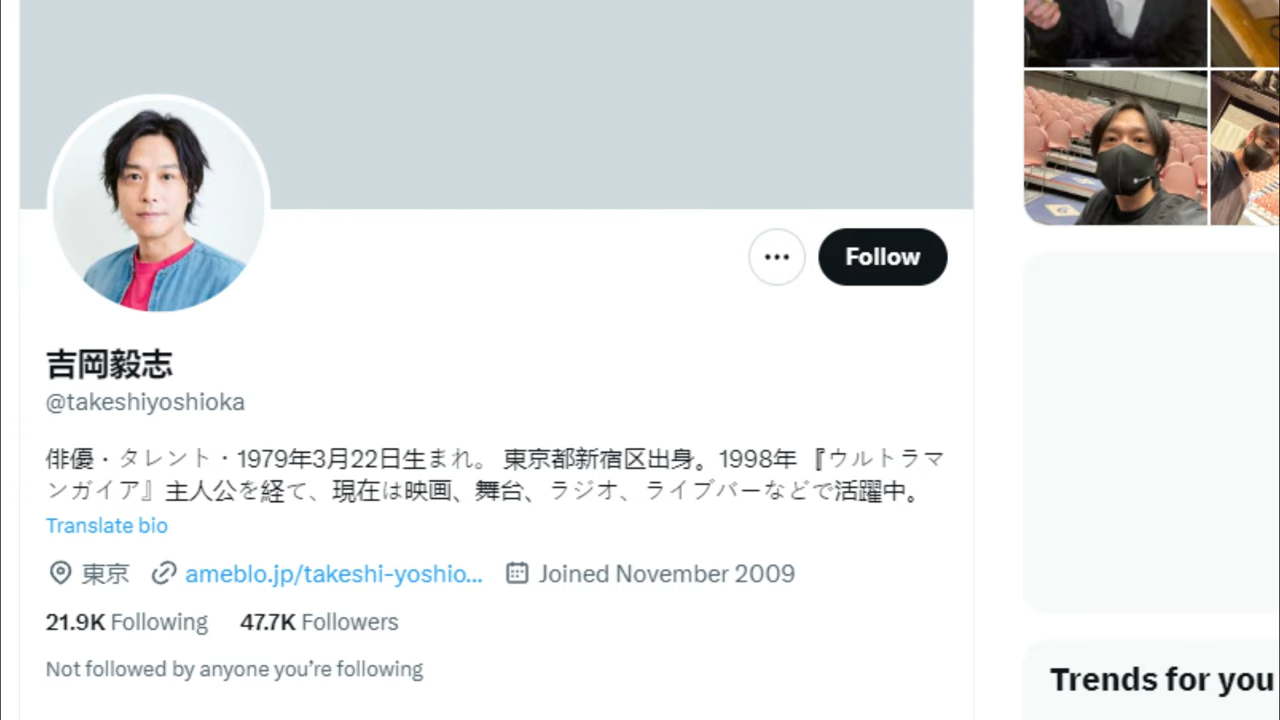 Follow
吉岡毅志
@takeshiyoshioka
俳優・タレント・1979年3月22日生まれ。 東京都新宿区出身。1998年 『ウルトラマ
ンガイア』主人公を経て、現在は映画、舞台、ラジオ、ライブバーなどで活躍中。
Translate bio
東京 ameblo.jp/takeshi-yoshio... Joined November 2009
21.9K Following 47.7K Followers
Not followed by anyone you're following
Trends for you